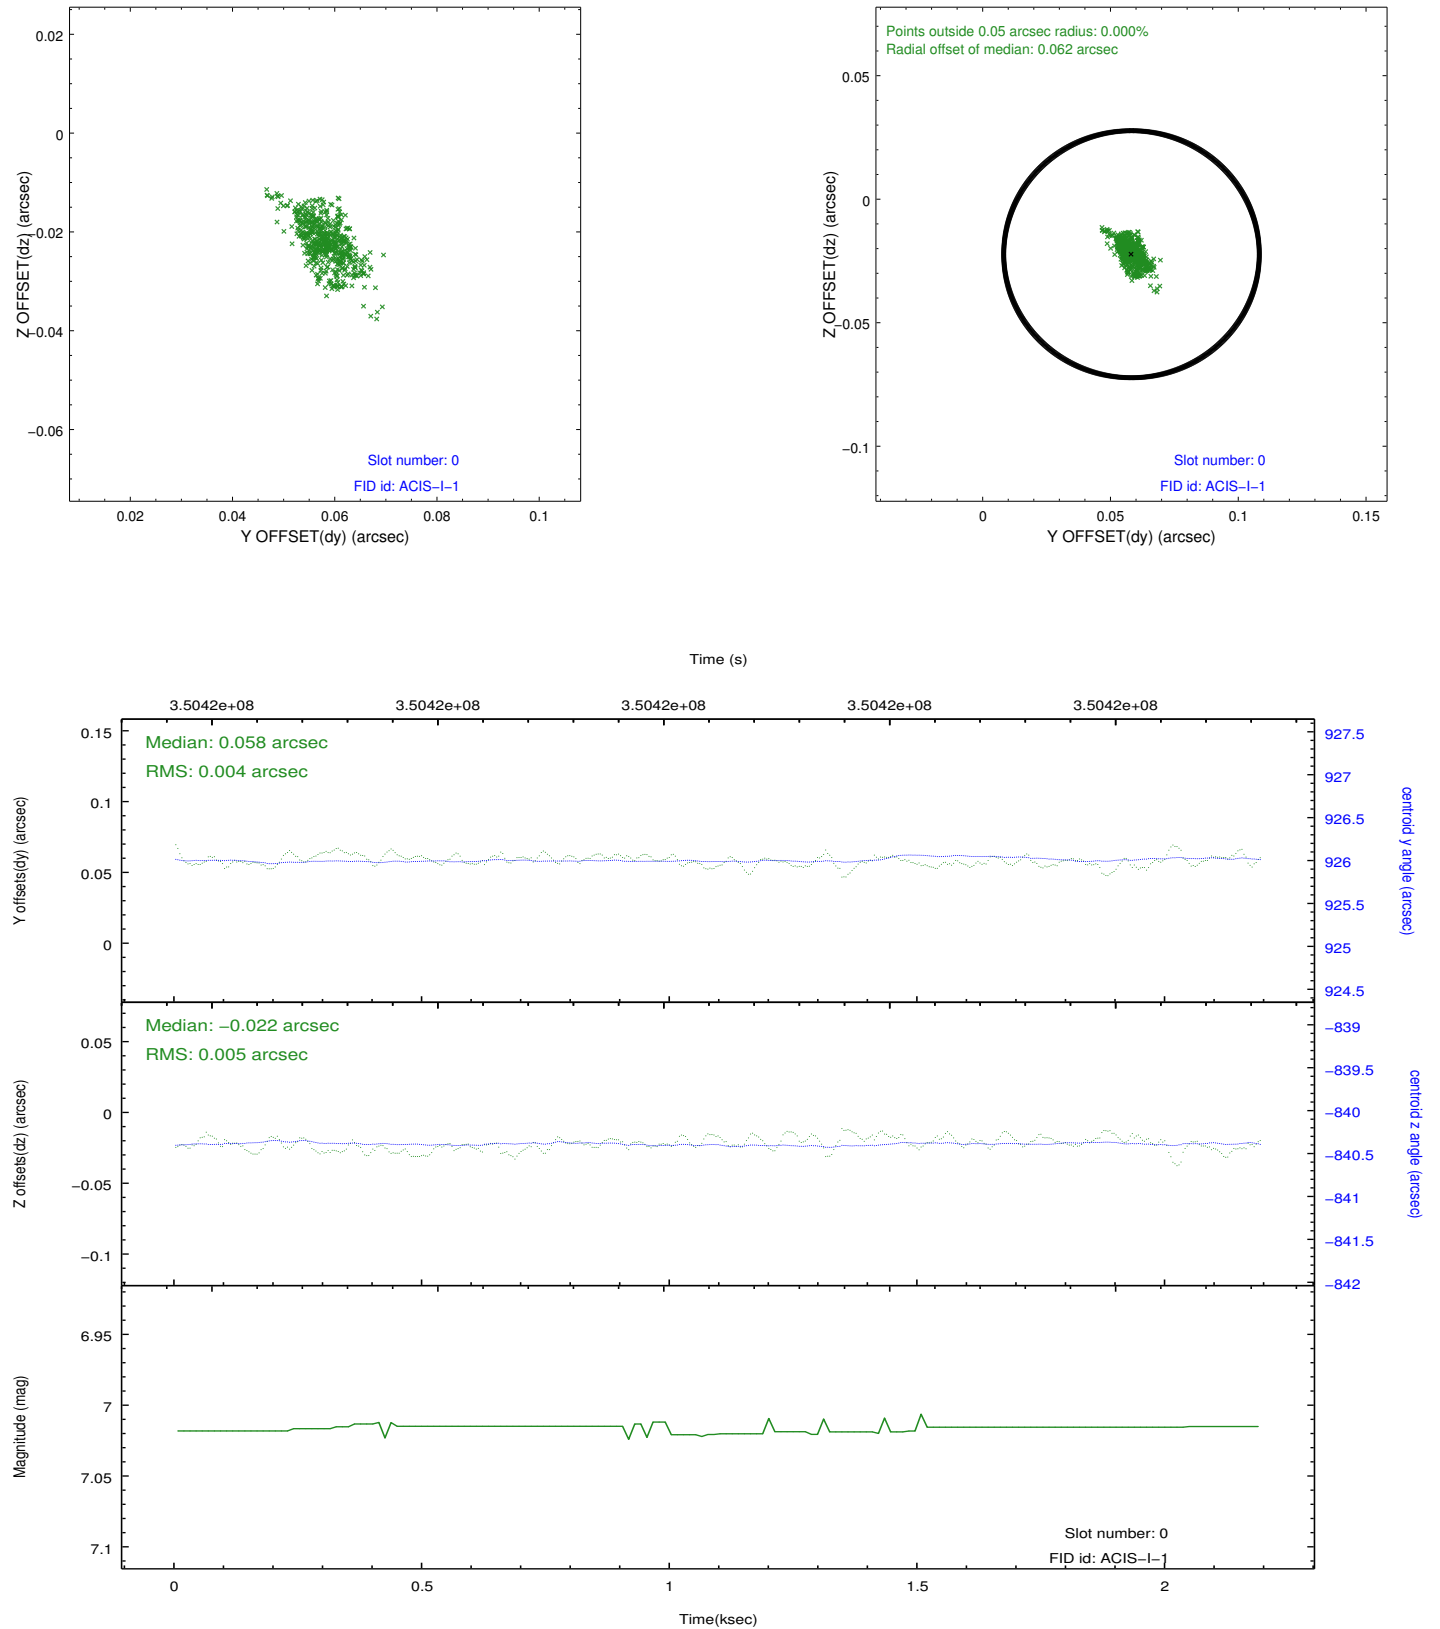 0.02
0
−0.02
−0.04
−0.06
Z OFFSET(dz) (arcsec)
Slot number: 0
FID id: ACIS−I−1
0.02 0.04 0.06 0.08 0.1
Y OFFSET(dy) (arcsec)
Points outside 0.05 arcsec radius: 0.000%
Radial offset of median: 0.062 arcsec
0.05
0
−0.05
−0.1
Z OFFSET(dz) (arcsec)
Slot number: 0
FID id: ACIS−I−1
0 0.05 0.1 0.15
Y OFFSET(dy) (arcsec)
Time (s)
3.5042e+08 3.5042e+08 3.5042e+08 3.5042e+08 3.5042e+08
Median: 0.058 arcsec
RMS: 0.004 arcsec
0.15
0.1
0.05
0
Y offsets(dy) (arcsec)
927.5
927
926.5
926
925.5
925
924.5
centroid y angle (arcsec)
Median: −0.022 arcsec
RMS: 0.005 arcsec
0.05
0
−0.05
−0.1
Z offsets(dz) (arcsec)
−839
−839.5
−840
−840.5
−841
−841.5
−842
centroid z angle (arcsec)
6.95
7
7.05
7.1
Magnitude (mag)
Slot number: 0
FID id: ACIS−I−1
0 0.5 1 1.5 2
Time(ksec)